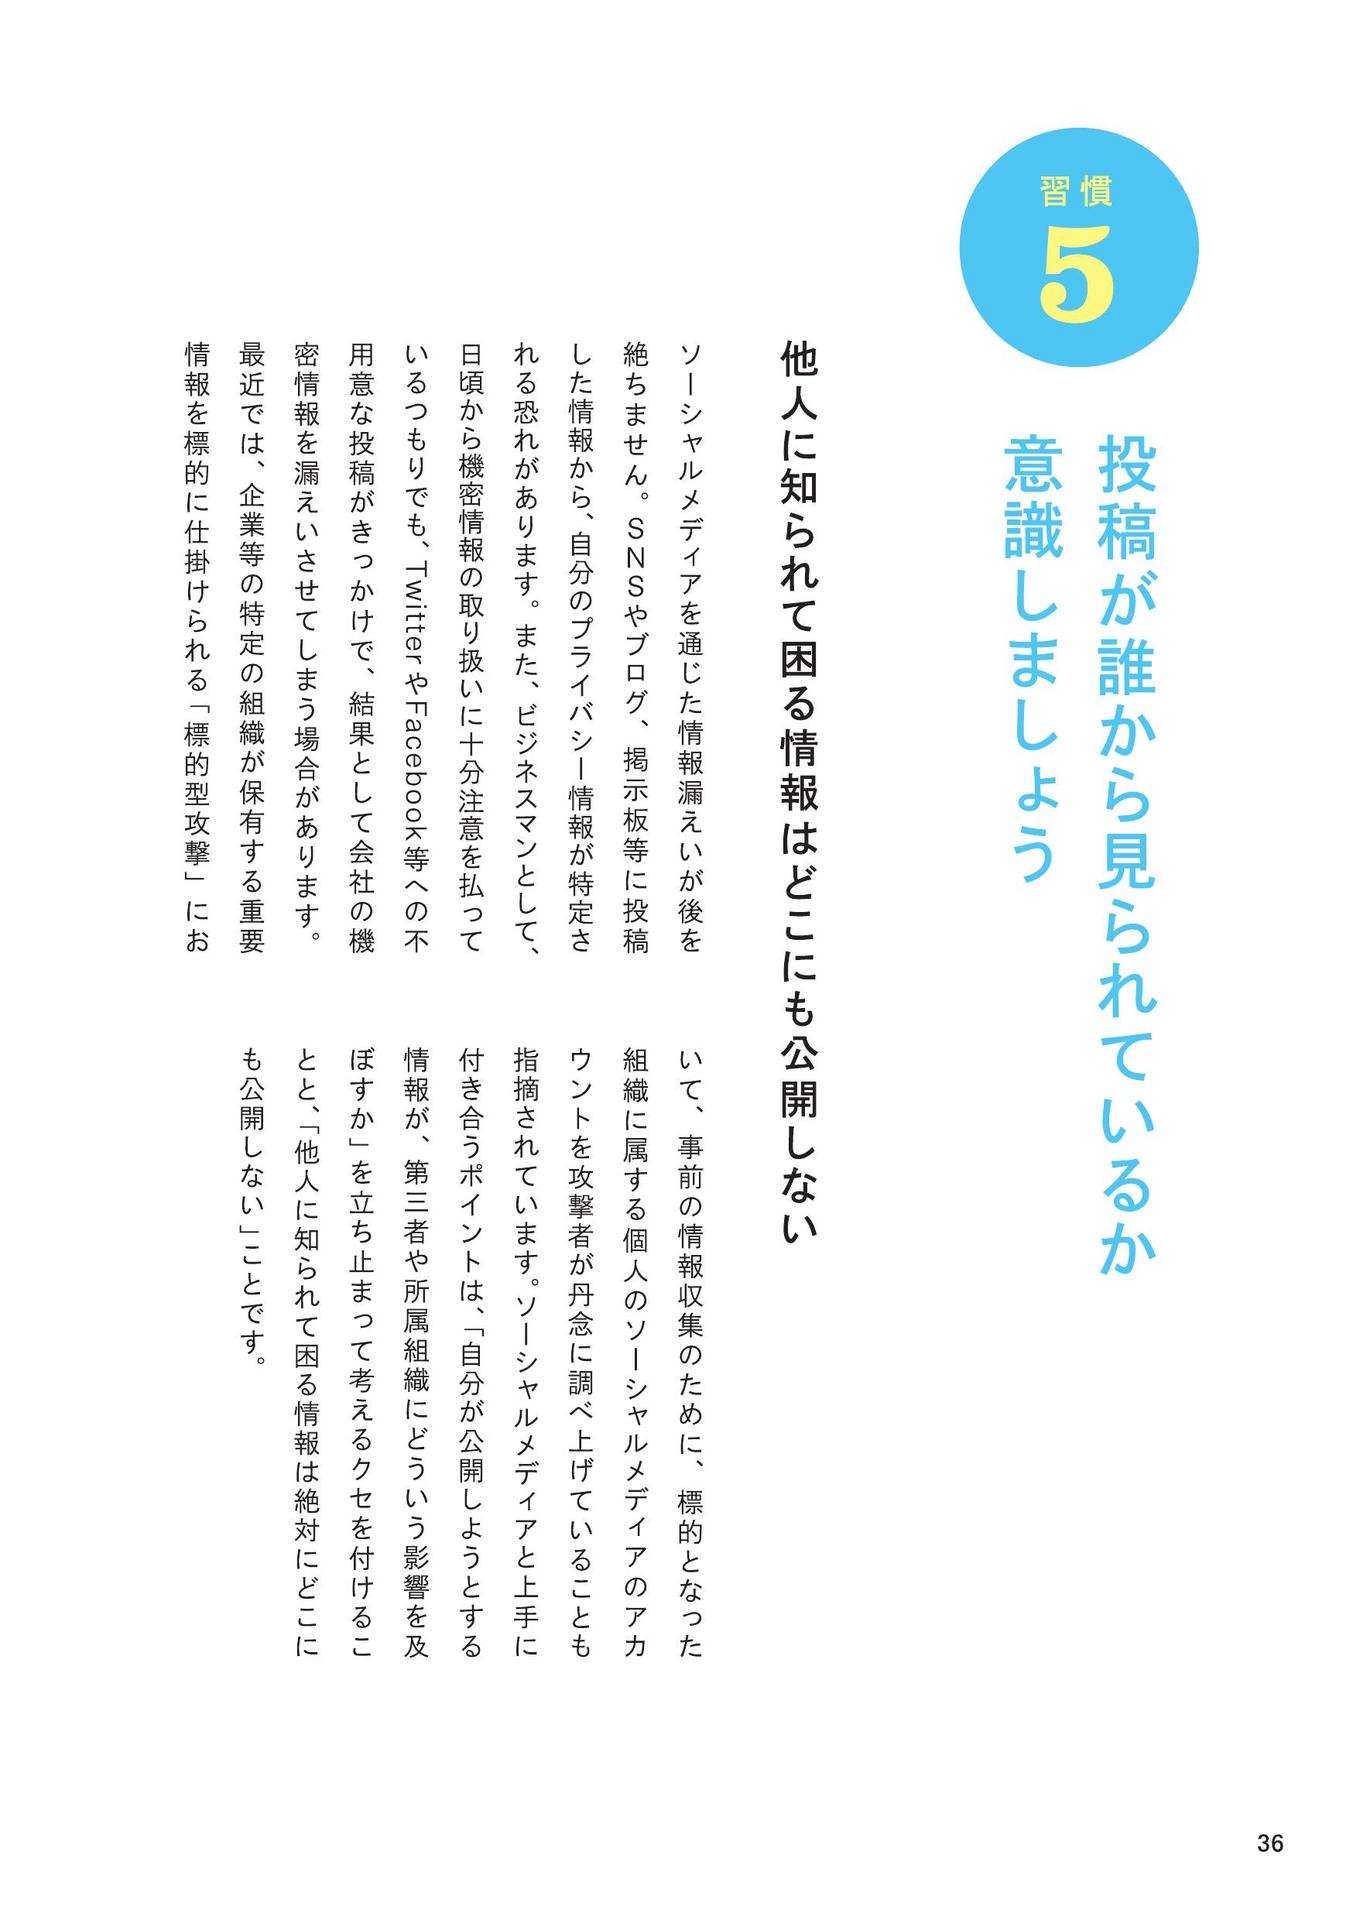 習慣
5
投稿が誰から見られているか
意識しましょう
他人に知られて困る情報はどこにも公開しない
ソーシャルメディアを通じた情報漏えいが後を
絶ちません。SNSやブログ、掲示板等に投稿
した情報から、自分のプライバシー情報が特定さ
れる恐れがあります。また、ビジネスマンとして、
日頃から機密情報の取り扱いに十分注意を払って
いるつもりでも、TwitterやFacebook等への不
用意な投稿がきっかけで、結果として会社の機
密情報を漏えいさせてしまう場合があります。
最近では、企業等の特定の組織が保有する重要
情報を標的に仕掛けられる「標的型攻撃」にお
いて、事前の情報収集のために、標的となった
組織に属する個人のソーシャルメディアのアカ
ウントを攻撃者が丹念に調べ上げていることも
指摘されています。ソーシャルメディアと上手に
付き合うポイントは、「自分が公開しようとする
情報が、第三者や所属組織にどういう影響を及
ぼすか」を立ち止まって考えるクセを付けるこ
とと、「他人に知られて困る情報は絶対にどこに
も公開しない」ことです。
36